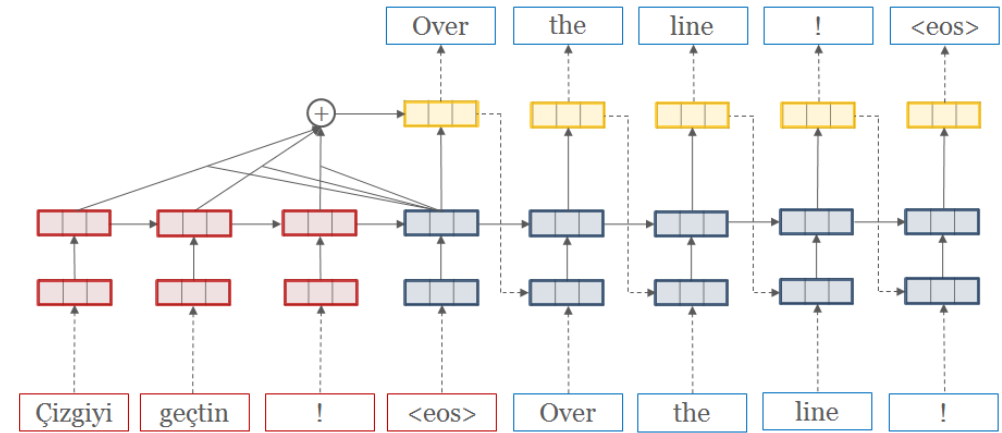 Over the line ! <eos>
+
Çizgiyi geçtin ! <eos> Over the line !